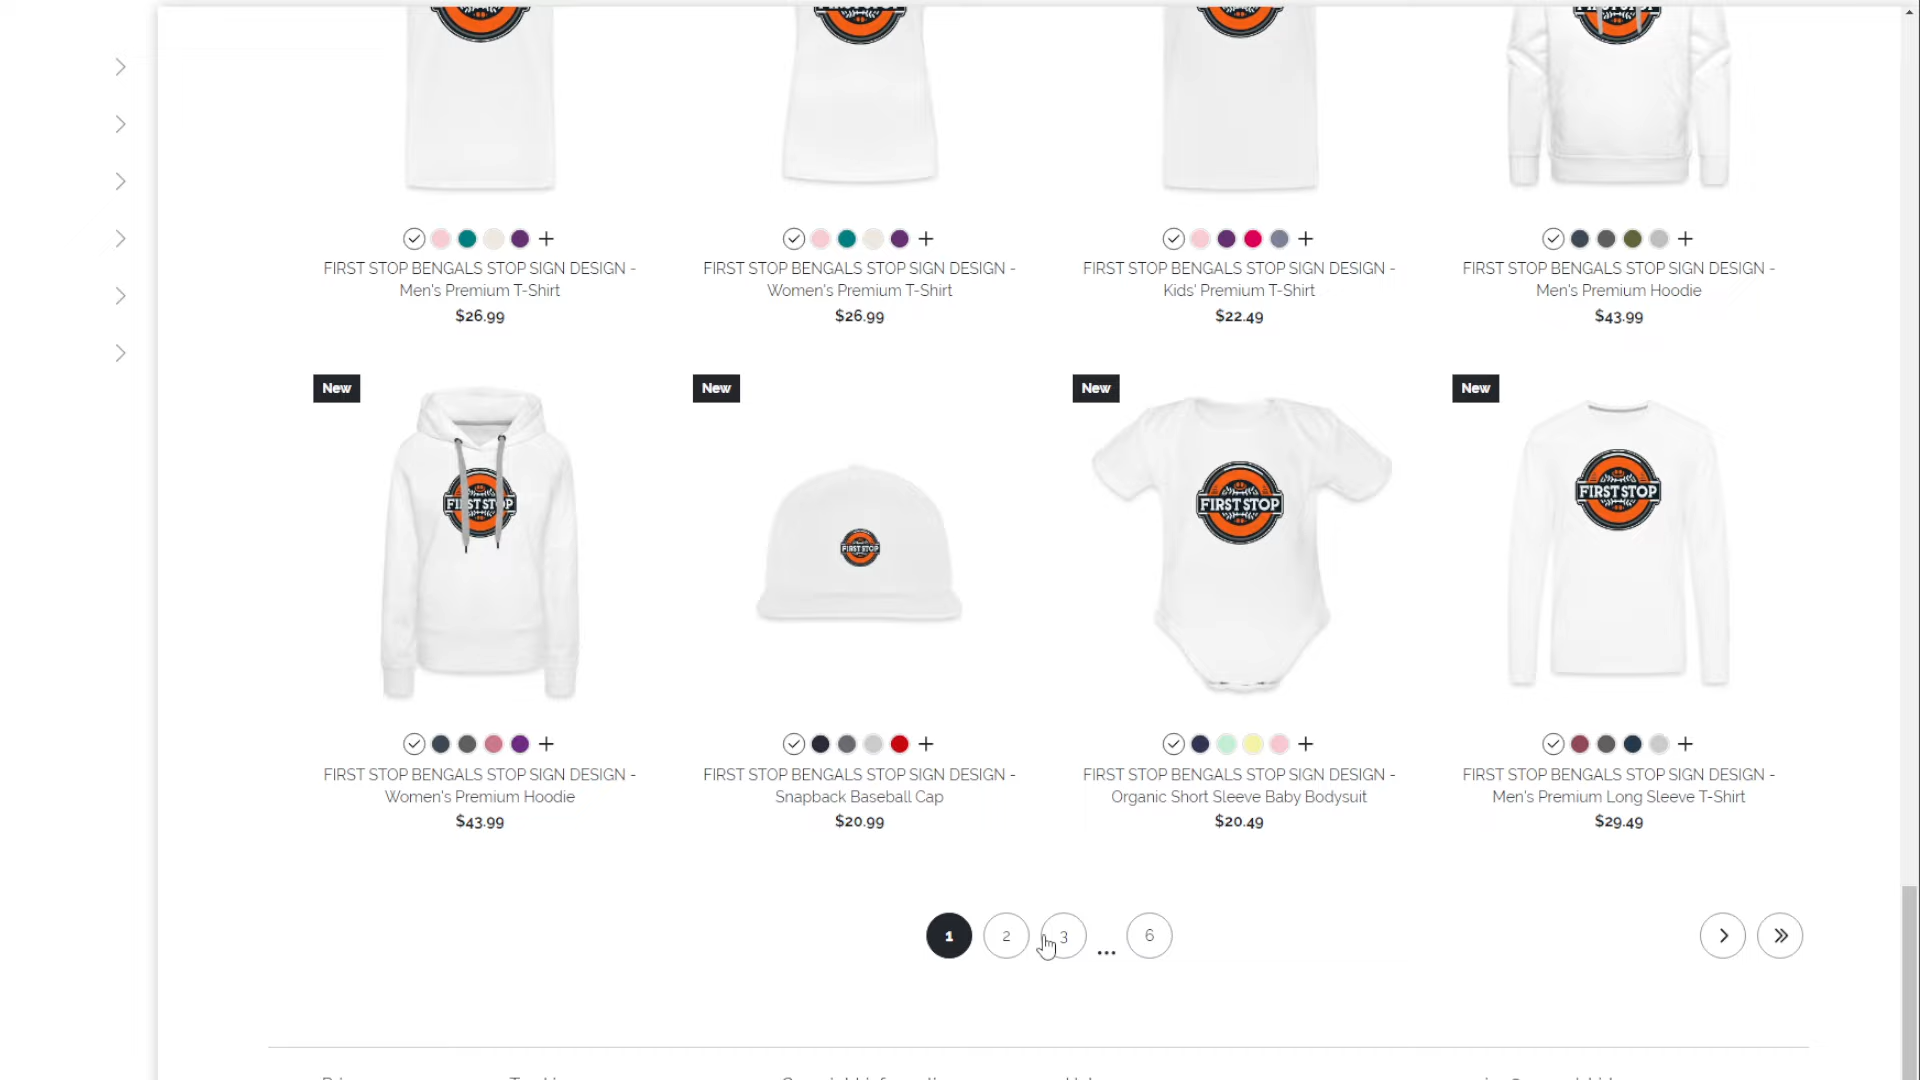 FIRST STOP BENGALS STOP SIGN DESIGN -
Men's Premium T-Shirt
$26.99
FIRST STOP BENGALS STOP SIGN DESIGN -
Women's Premium T-Shirt
$26.99
FIRST STOP BENGALS STOP SIGN DESIGN -
Kids' Premium T-Shirt
$22.49
FIRST STOP BENGALS STOP SIGN DESIGN -
Men's Premium Hoodie
$43.99
New
FIRST STOP
FIRST STOP BENGALS STOP SIGN DESIGN -
Women's Premium Hoodie
$43.99
New
FIRST STOP
FIRST STOP BENGALS STOP SIGN DESIGN -
Snapback Baseball Cap
$20.99
New
FIRST STOP
FIRST STOP BENGALS STOP SIGN DESIGN -
Organic Short Sleeve Baby Bodysuit
$20.49
New
FIRST STOP
FIRST STOP BENGALS STOP SIGN DESIGN -
Men's Premium Long Sleeve T-Shirt
$29.49
1 2 3 ... 6